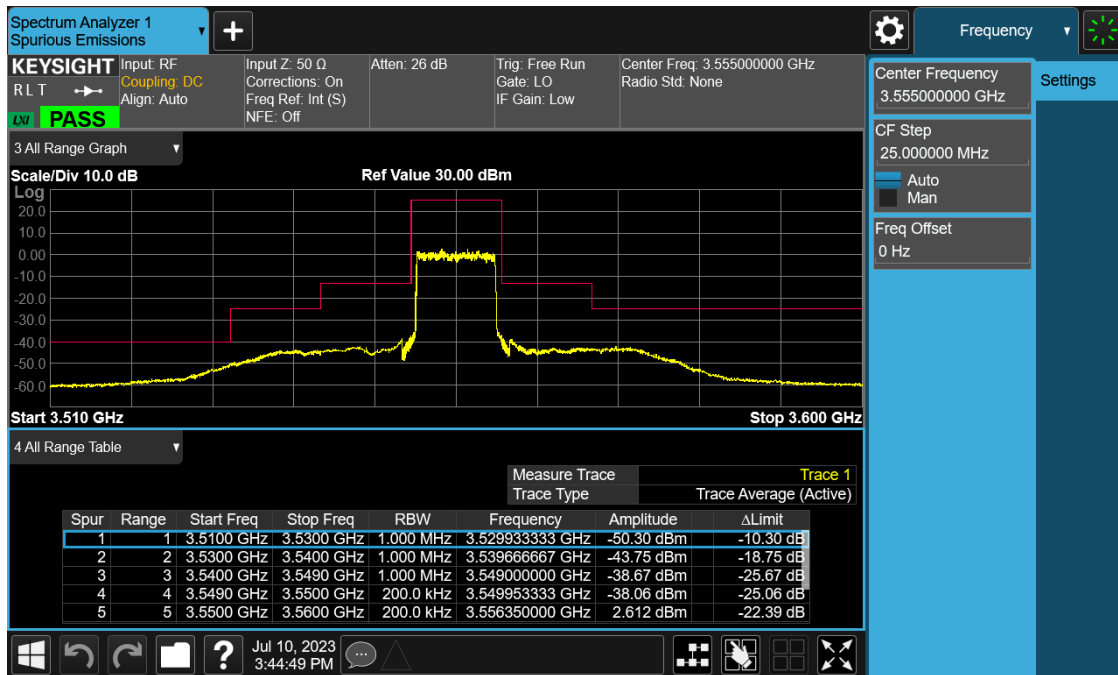 Spectrum Analyzer 1
Spurious Emissions
Frequency
KEYSIGHT
R L T
LXI
PASS
Input: RF
Coupling: DC
Align: Auto
Input Z: 50 Ω
Corrections: On
Freq Ref: Int (S)
NFE: Off
Atten: 26 dB
Trig: Free Run
Gate: LO
IF Gain: Low
Center Freq: 3.555000000 GHz
Radio Std: None
Center Frequency
3.555000000 GHz
Settings
CF Step
25.000000 MHz
Auto
Man
Freq Offset
0 Hz
3 All Range Graph
Scale/Div 10.0 dB
Ref Value 30.00 dBm
Log
20.0
10.0
0.00
-10.0
-20.0
-30.0
-40.0
-50.0
-60.0
Start 3.510 GHz
Stop 3.600 GHz
4 All Range Table
Measure Trace Trace 1
Trace Type Trace Average (Active)
Spur Range Start Freq Stop Freq RBW Frequency Amplitude ΔLimit
1 1 3.5100 GHz 3.5300 GHz 1.000 MHz 3.529933333 GHz -50.30 dBm -10.30 dB
2 2 3.5300 GHz 3.5400 GHz 1.000 MHz 3.539666667 GHz -43.75 dBm -18.75 dB
3 3 3.5400 GHz 3.5490 GHz 1.000 MHz 3.549000000 GHz -38.67 dBm -25.67 dB
4 4 3.5490 GHz 3.5500 GHz 200.0 kHz 3.549953333 GHz -38.06 dBm -25.06 dB
5 5 3.5500 GHz 3.5600 GHz 200.0 kHz 3.556350000 GHz 2.612 dBm -22.39 dB
Jul 10, 2023
3:44:49 PM